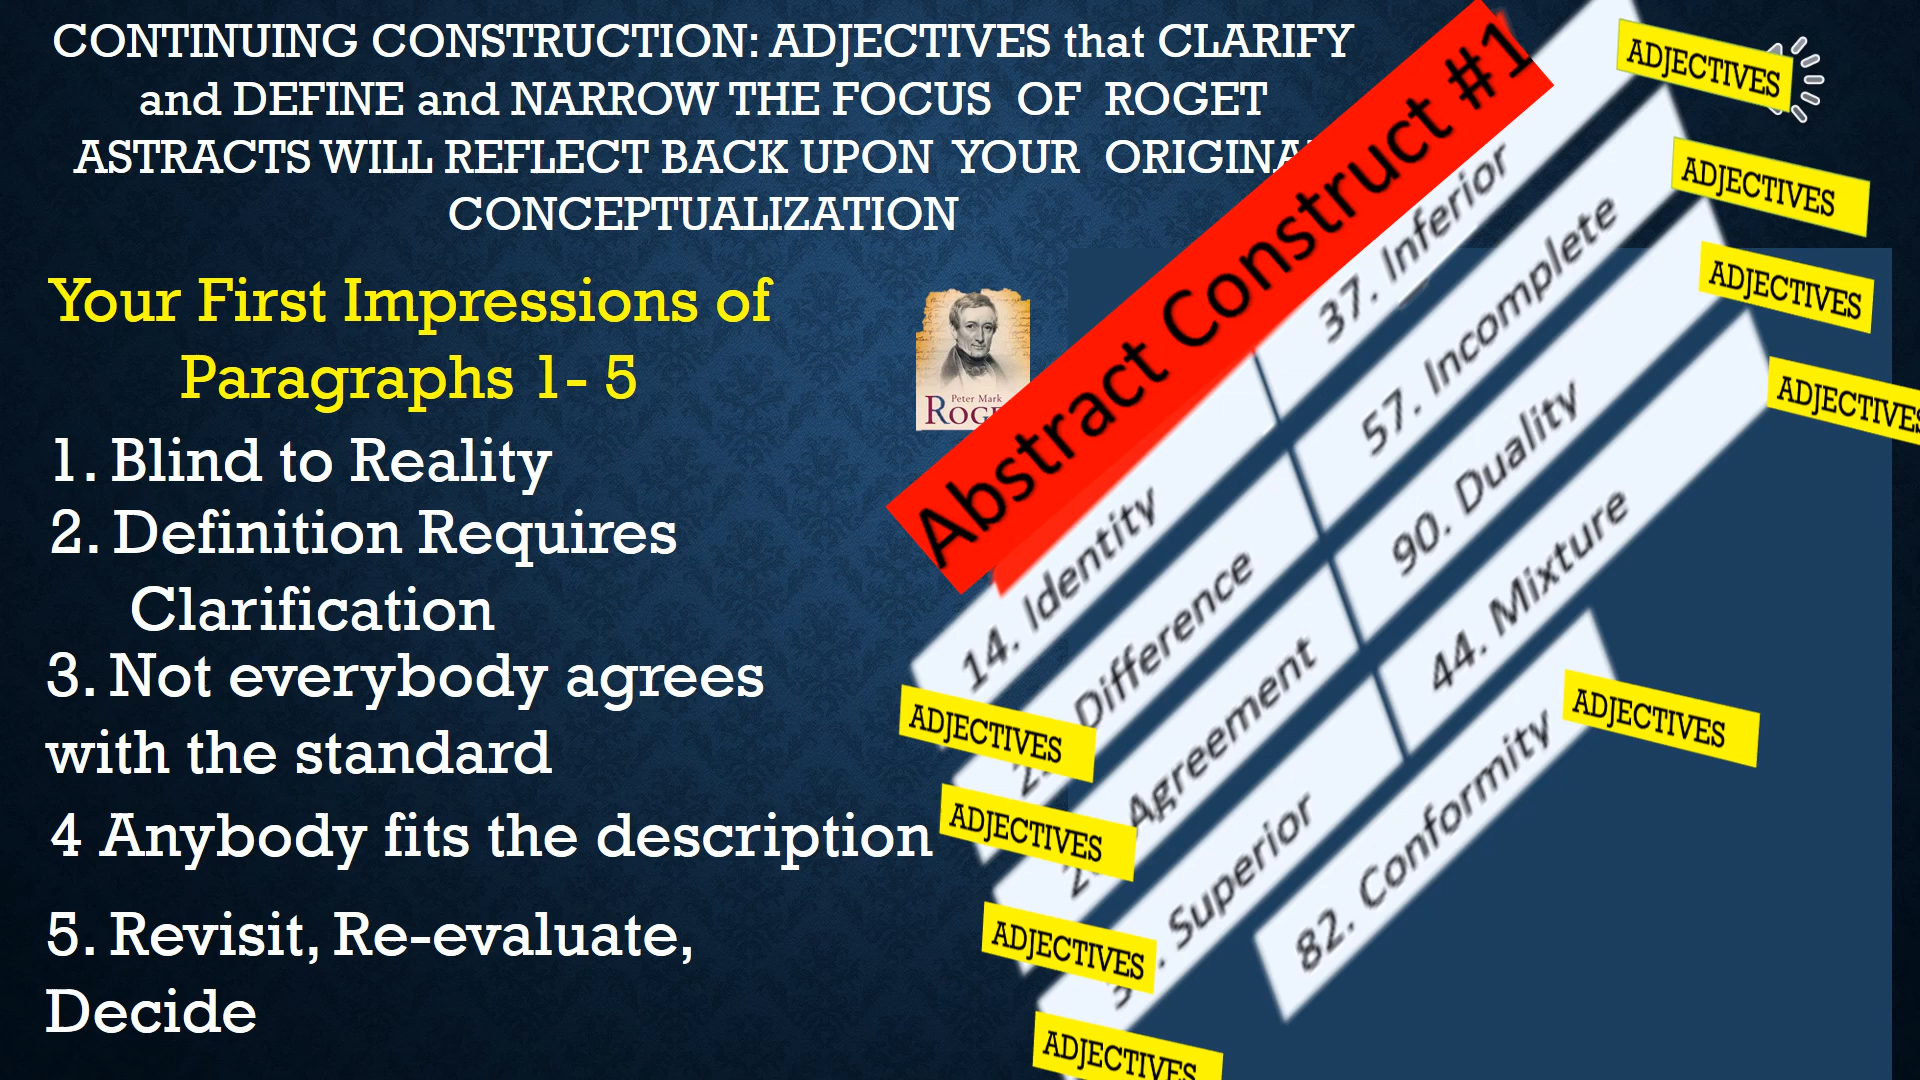 CONTINUING CONSTRUCTION: ADJECTIVES that CLARIFY
and DEFINE and NARROW THE FOCUS OF ROGET
ASTRACTS WILL REFLECT BACK UPON YOUR ORIGINA
CONCEPTUALIZATION
Your First Impressions of
Paragraphs 1- 5
1. Blind to Reality
2. Definition Requires
Clarification
3. Not everybody agrees
with the standard
4 Anybody fits the description
5. Revisit, Re-evaluate,
Decide
Peter Mark
ROGE
Abstract Construct #1
14. Identity
37. Inferior
Difference
57. Incomplete
Agreement
90. Duality
Superior
44. Mixture
82. Conformity
ADJECTIVES
ADJECTIVES
ADJECTIVES
ADJECTIVES
ADJECTIVES
ADJECTIVES
ADJECTIVES
ADJECTIVES
ADJECTIVES